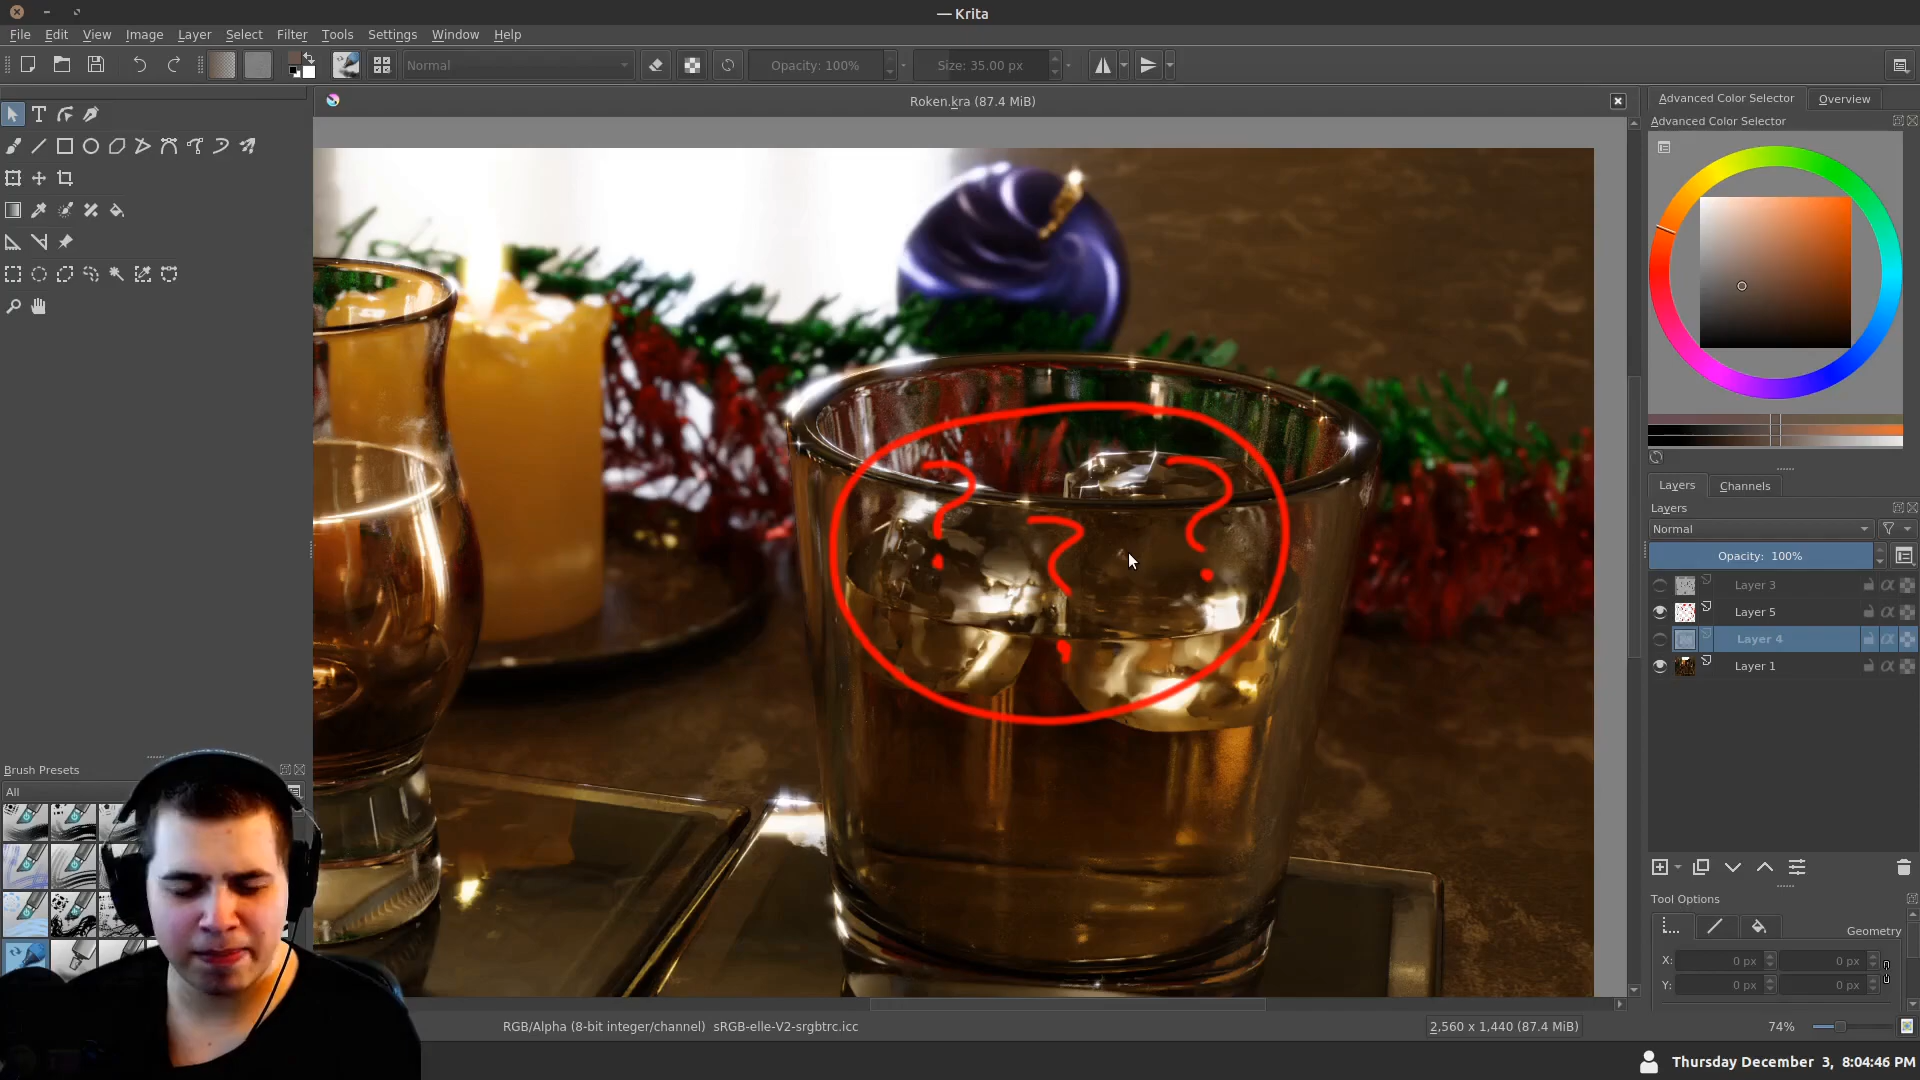 — Krita
File Edit View Image Layer Select Filter Tools Settings Window Help
Normal Opacity: 100% Size: 35.00 px
Roken.kra (87.4 MiB)
Advanced Color Selector Overview
Advanced Color Selector
Layers Channels
Layers
Normal
Opacity: 100%
Layer 3
Layer 5
Layer 4
Layer 1
? ? ?
Brush Presets
All
Tool Options
Geometry
X: 0 px 0 px
Y: 0 px 0 px
RGB/Alpha (8-bit integer/channel) sRGB-elle-V2-srgbtrc.icc
2,560 x 1,440 (87.4 MiB)
74%
Thursday December 3, 8:04:46 PM